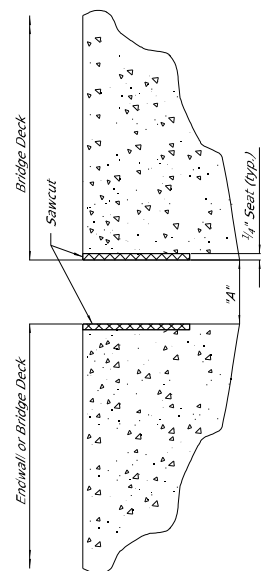 Endwall or Bridge Deck
Bridge Deck
Sawcut
"A"
1/4" Seat (typ.)